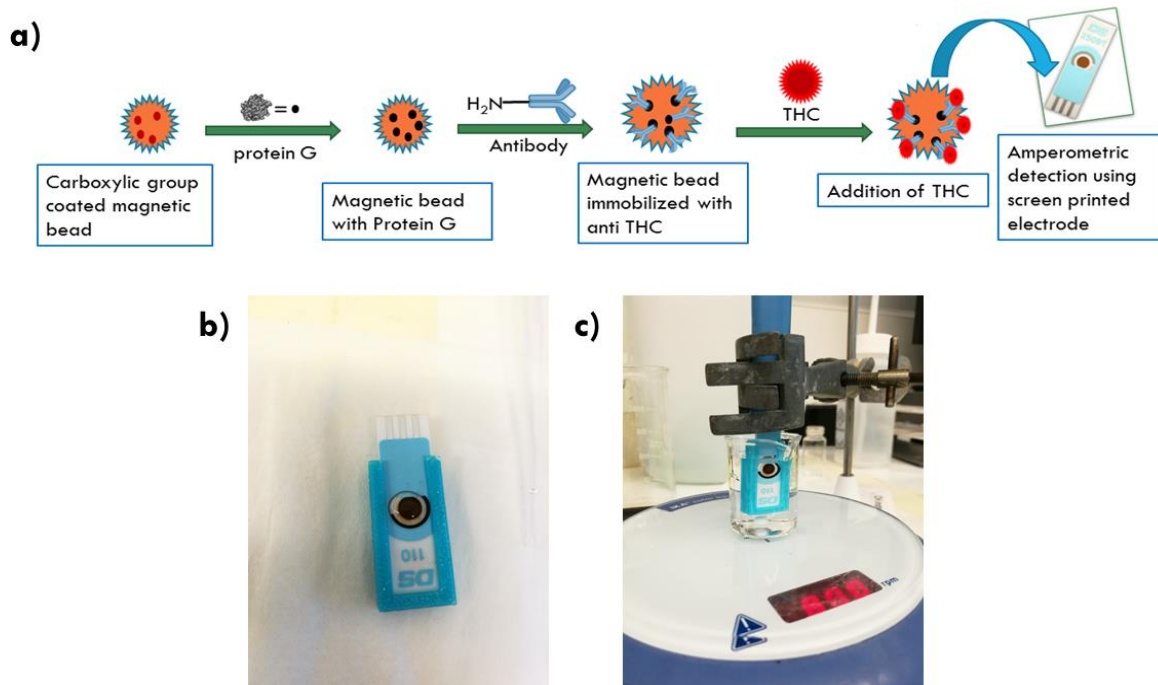 a)
H₂N
=•
THC
protein G
Antibody
Carboxylic group
coated magnetic
bead
Magnetic bead
with Protein G
Magnetic bead
immobilized with
anti THC
Addition of THC
Amperometric
detection using
screen printed
electrode
b)
110
DS
c)
110
DS
rpm